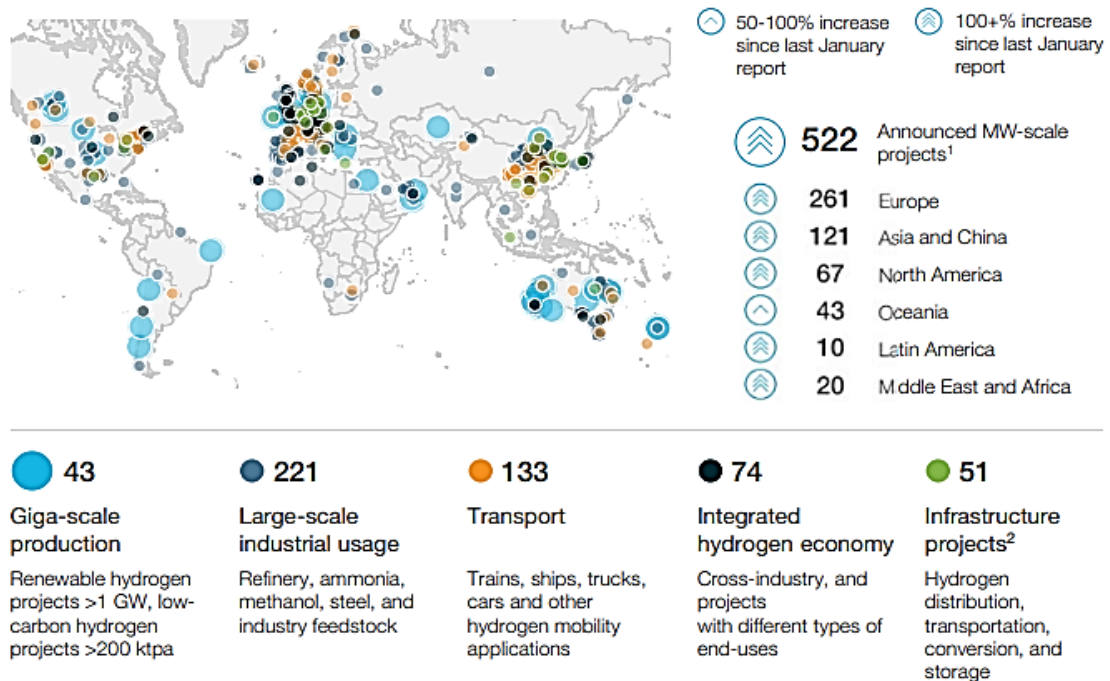 50-100% increase
since last January
report
100+% increase
since last January
report
522 Announced MW-scale
projects1
261 Europe
121 Asia and China
67 North America
43 Oceania
10 Latin America
20 Middle East and Africa
43
Giga-scale
production
Renewable hydrogen
projects >1 GW, low-
carbon hydrogen
projects >200 ktpa
221
Large-scale
industrial usage
Refinery, ammonia,
methanol, steel, and
industry feedstock
133
Transport
Trains, ships, trucks,
cars and other
hydrogen mobility
applications
74
Integrated
hydrogen economy
Cross-industry, and
projects
with different types of
end-uses
51
Infrastructure
projects2
Hydrogen
distribution,
transportation,
conversion, and
storage